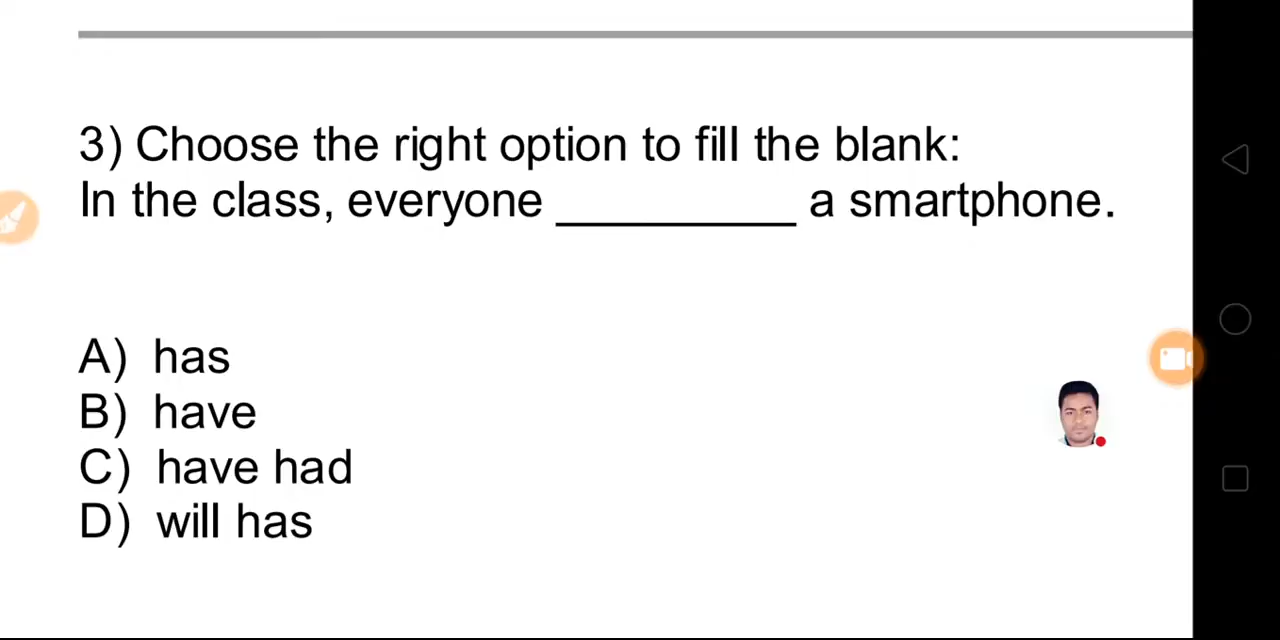 3) Choose the right option to fill the blank:
In the class, everyone __________ a smartphone.
A) has
B) have
C) have had
D) will has